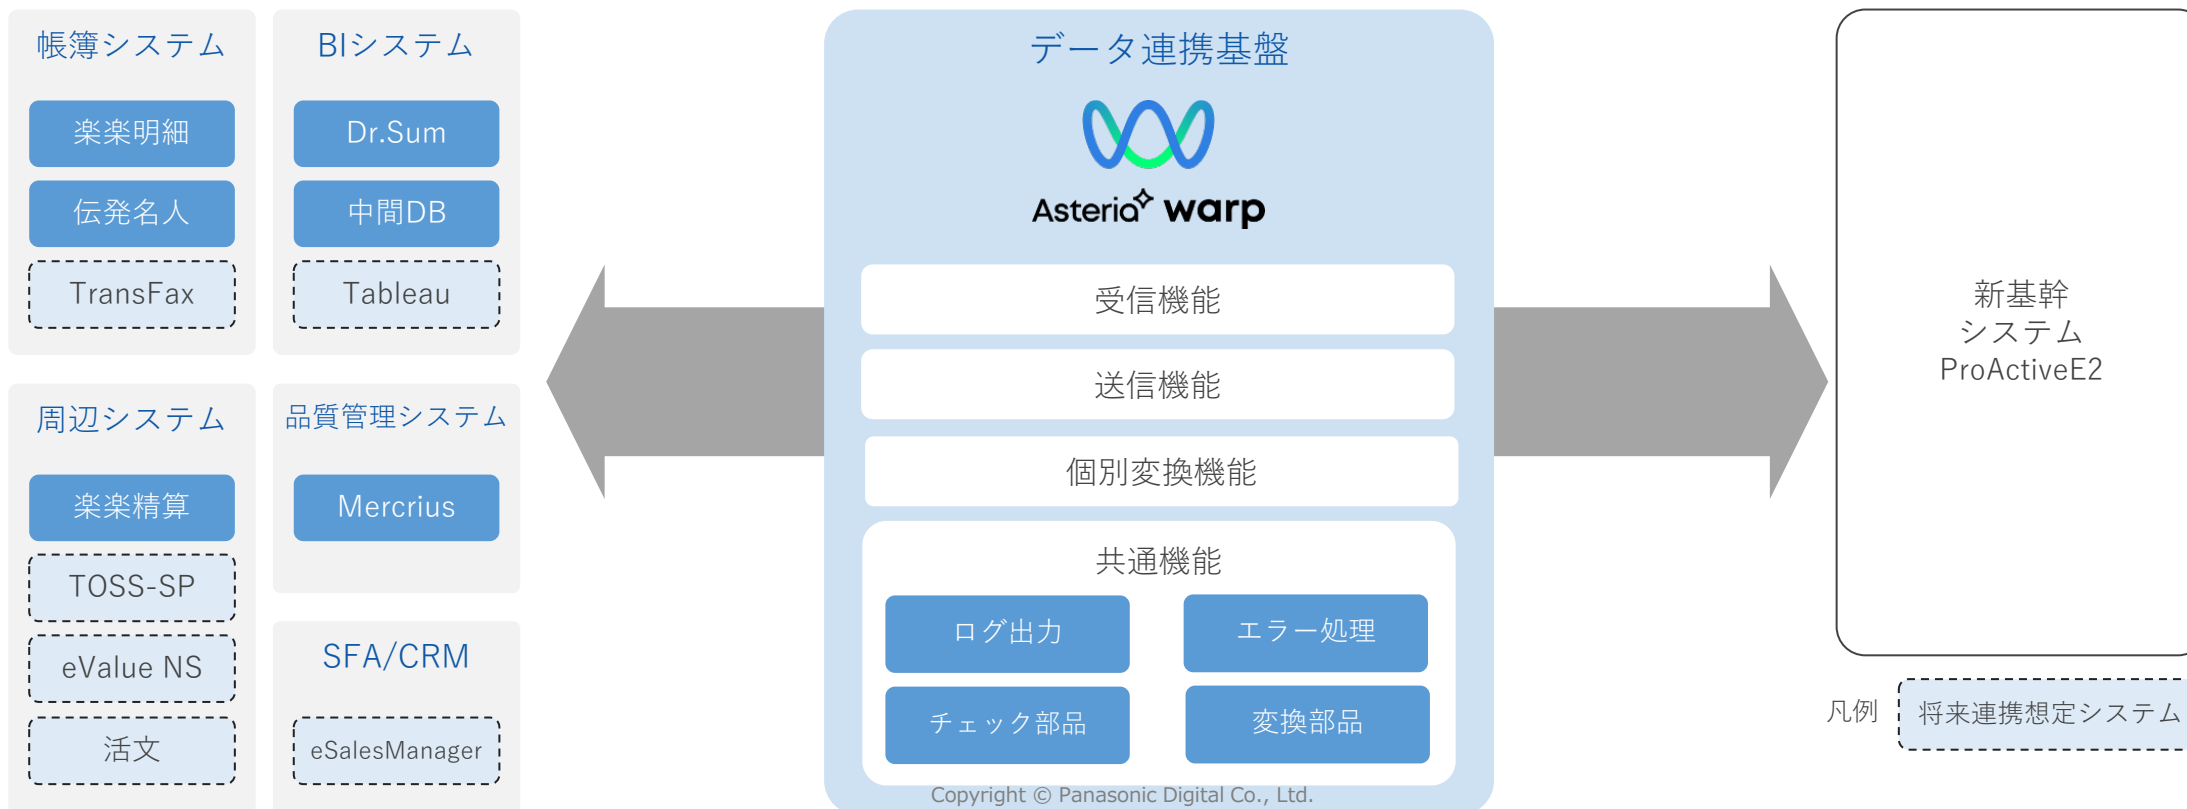 帳簿システム
楽楽明細
伝発名人
TransFax
BIシステム
Dr.Sum
中間DB
Tableau
周辺システム
楽楽精算
TOSS-SP
eValue NS
活文
品質管理システム
Mercrius
SFA/CRM
eSalesManager
データ連携基盤
Asteria warp
受信機能
送信機能
個別変換機能
共通機能
ログ出力
エラー処理
チェック部品
変換部品
Copyright © Panasonic Digital Co., Ltd.
新基幹
システム
ProActiveE2
凡例
将来連携想定システム